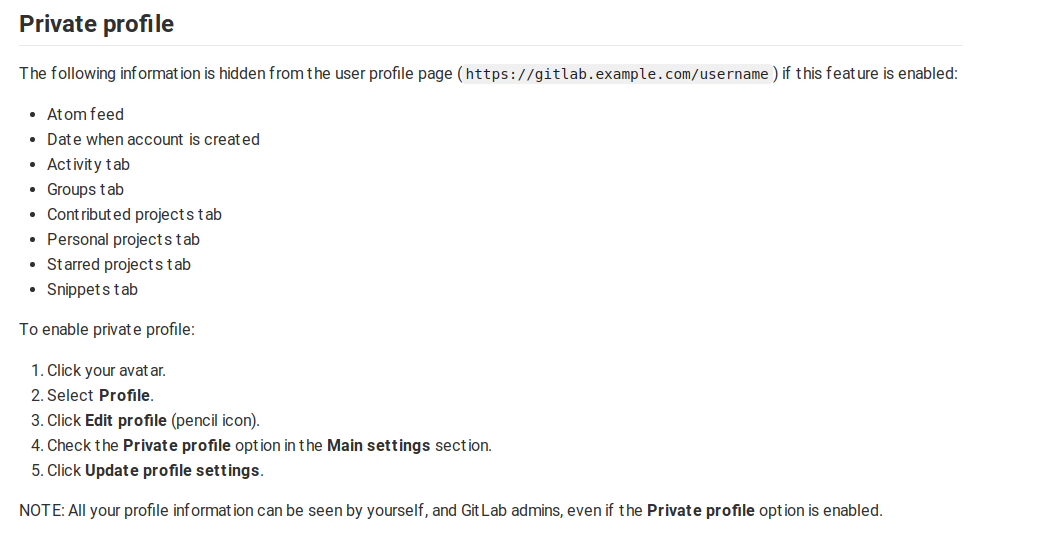 Private profile
The following information is hidden from the user profile page (https://gitlab.example.com/username) if this feature is enabled:
• Atom feed
• Date when account is created
• Activity tab
• Groups tab
• Contributed projects tab
• Personal projects tab
• Starred projects tab
• Snippets tab
To enable private profile:
1. Click your avatar.
2. Select Profile.
3. Click Edit profile (pencil icon).
4. Check the Private profile option in the Main settings section.
5. Click Update profile settings.
NOTE: All your profile information can be seen by yourself, and GitLab admins, even if the Private profile option is enabled.